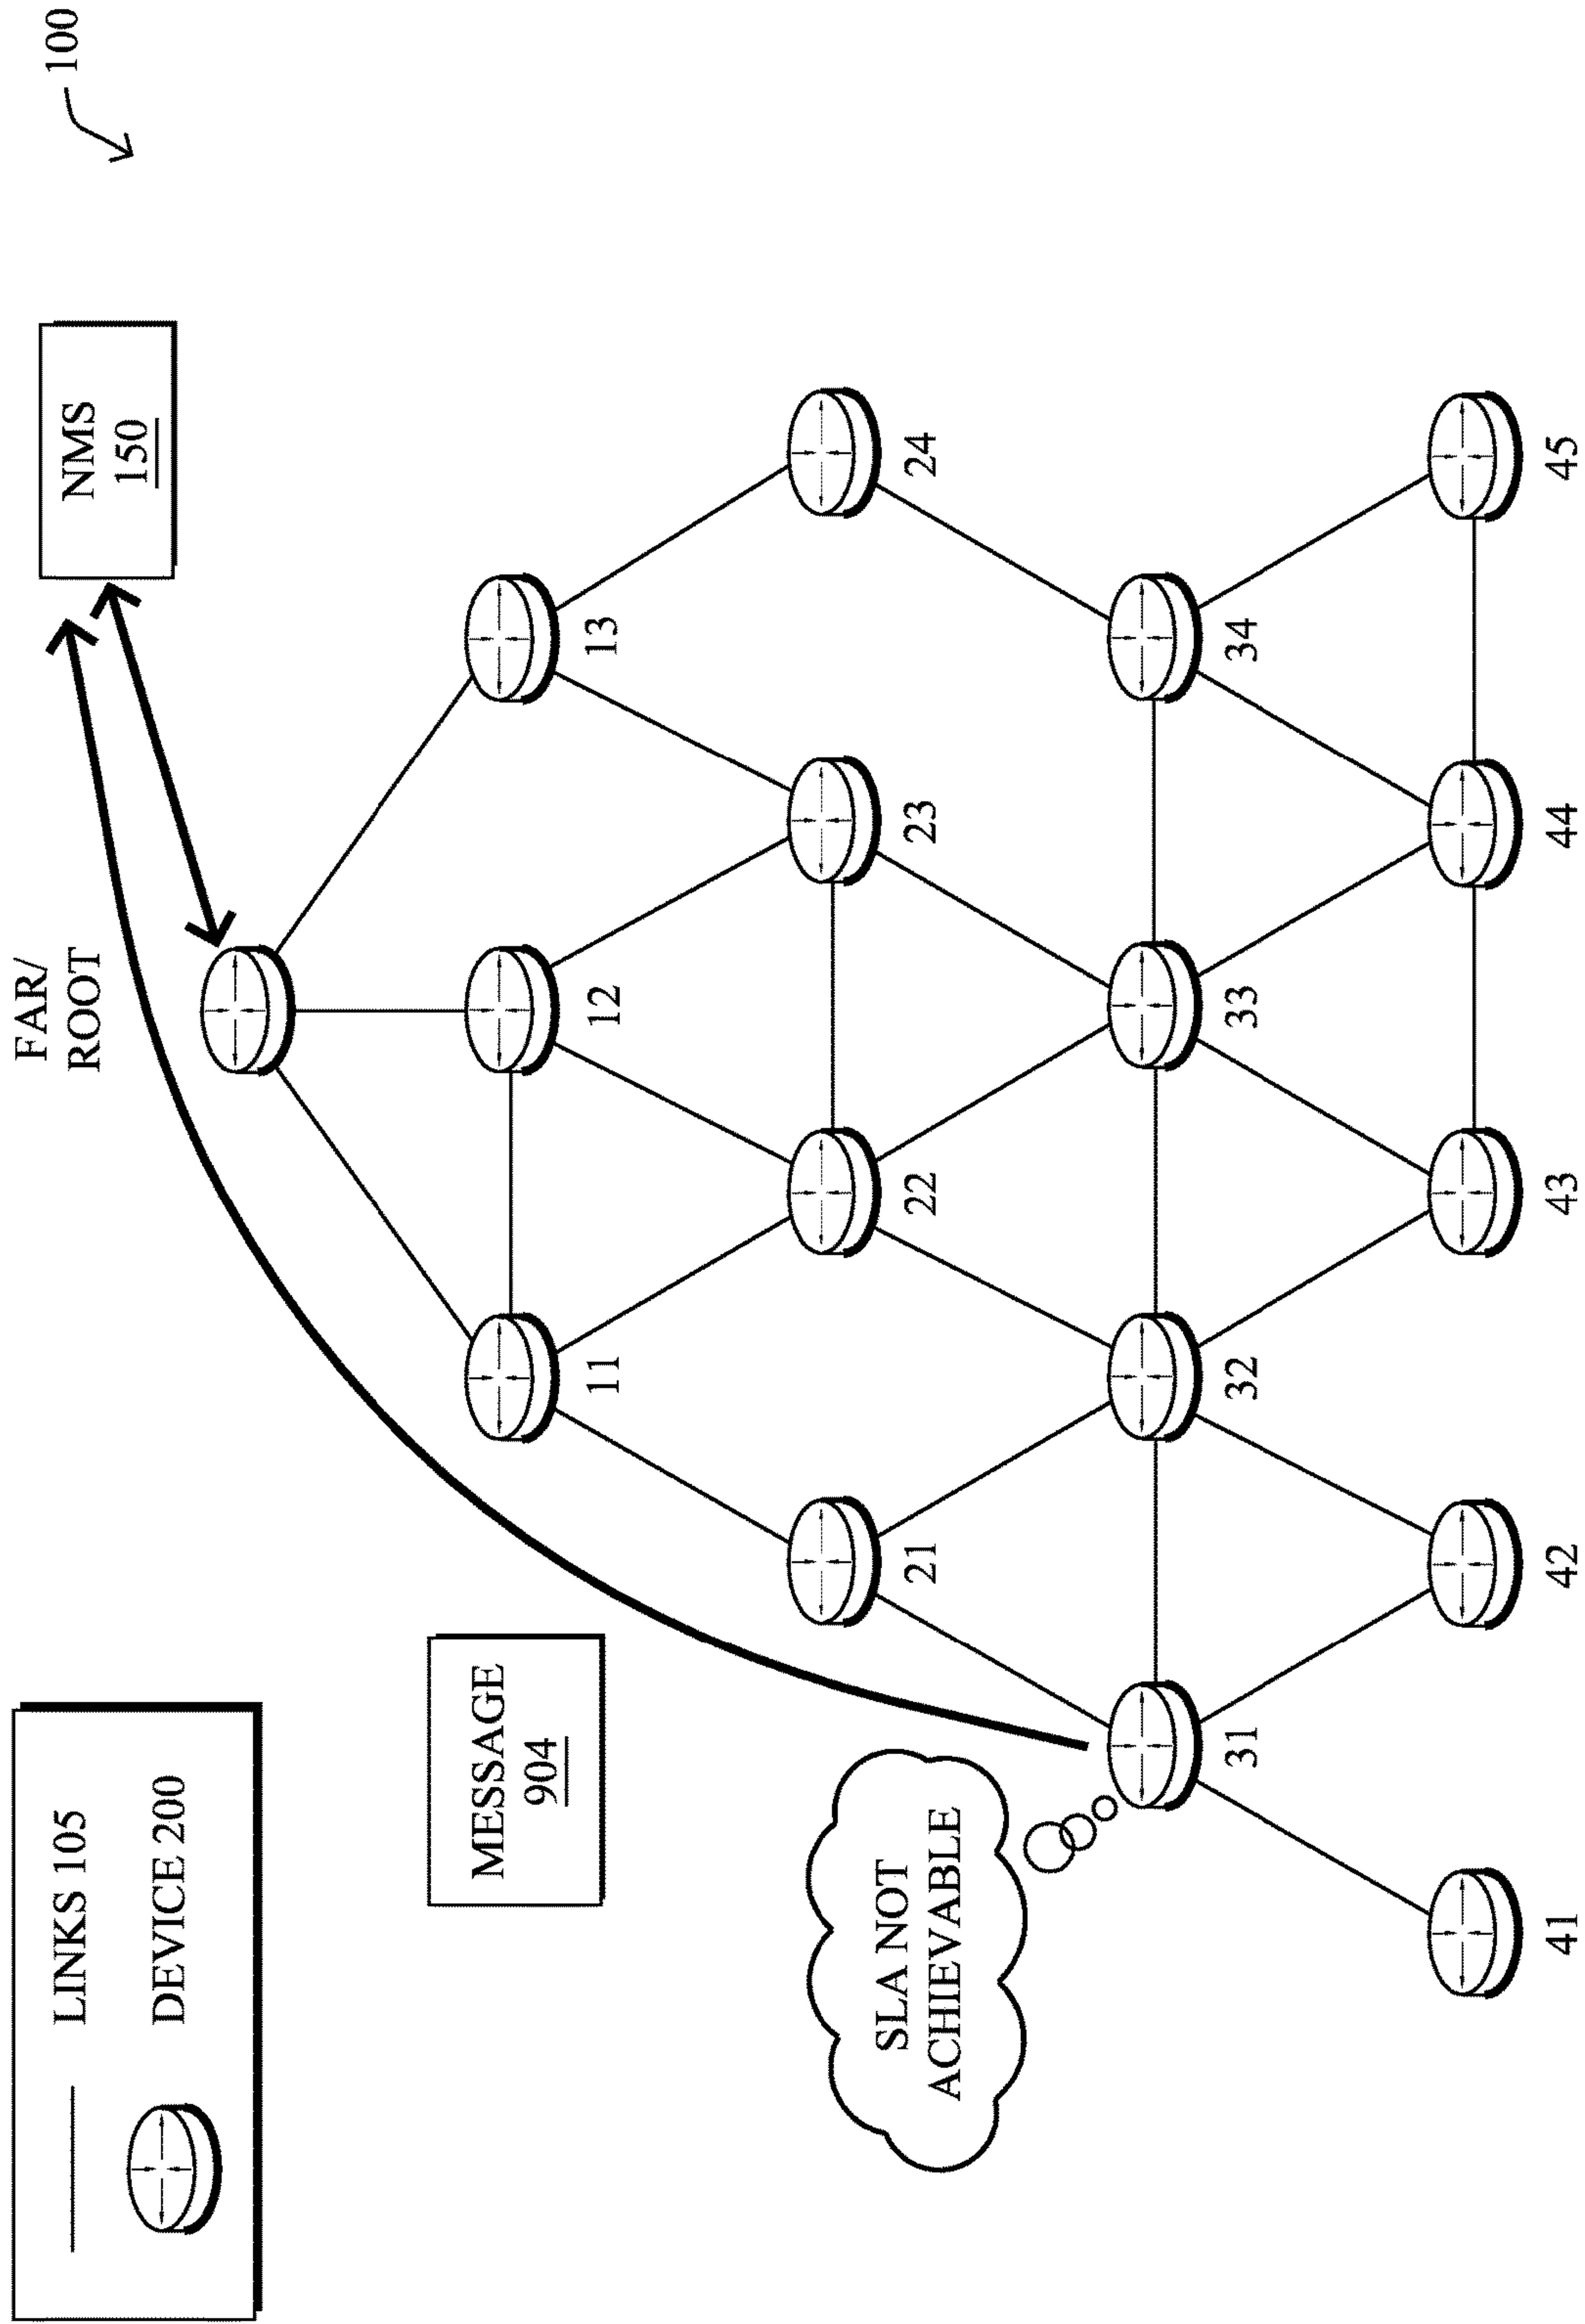 100
LINKS 105
DEVICE 200
FAR/
ROOT
NMS
150
MESSAGE
904
11
12
13
21
22
23
24
SLA NOT
ACHIEVABLE
31
32
33
34
41
42
43
44
45